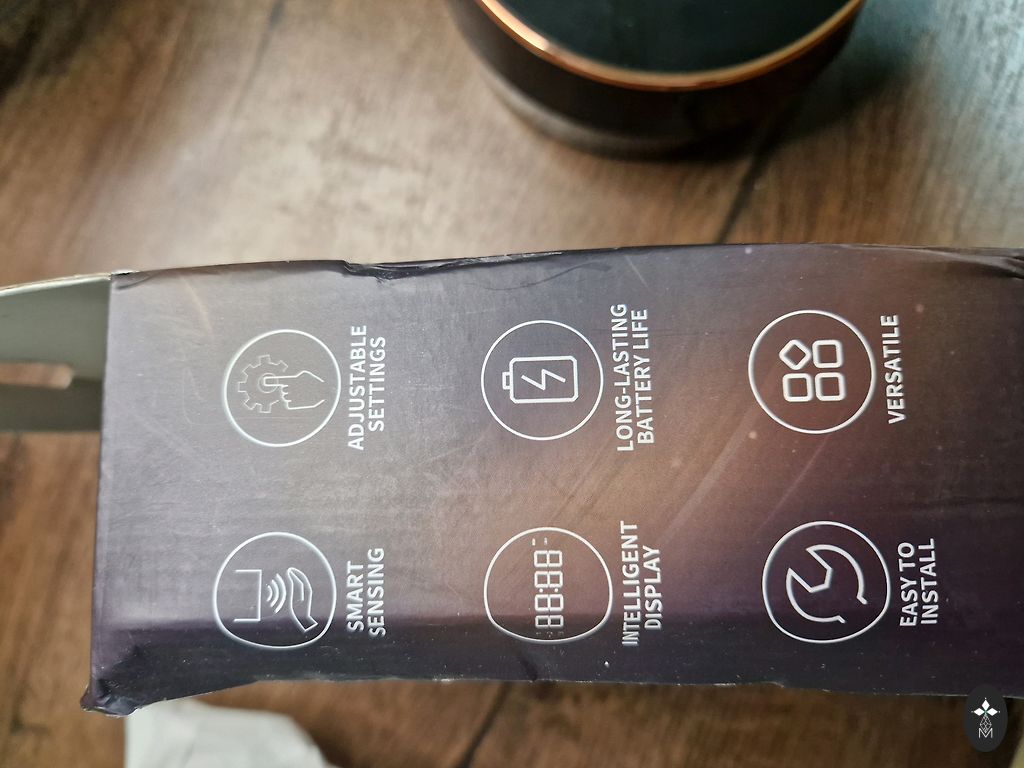 SMART
SENSING
ADJUSTABLE
SETTINGS
88:88
INTELLIGENT
DISPLAY
LONG-LASTING
BATTERY LIFE
EASY TO
INSTALL
VERSATILE
M